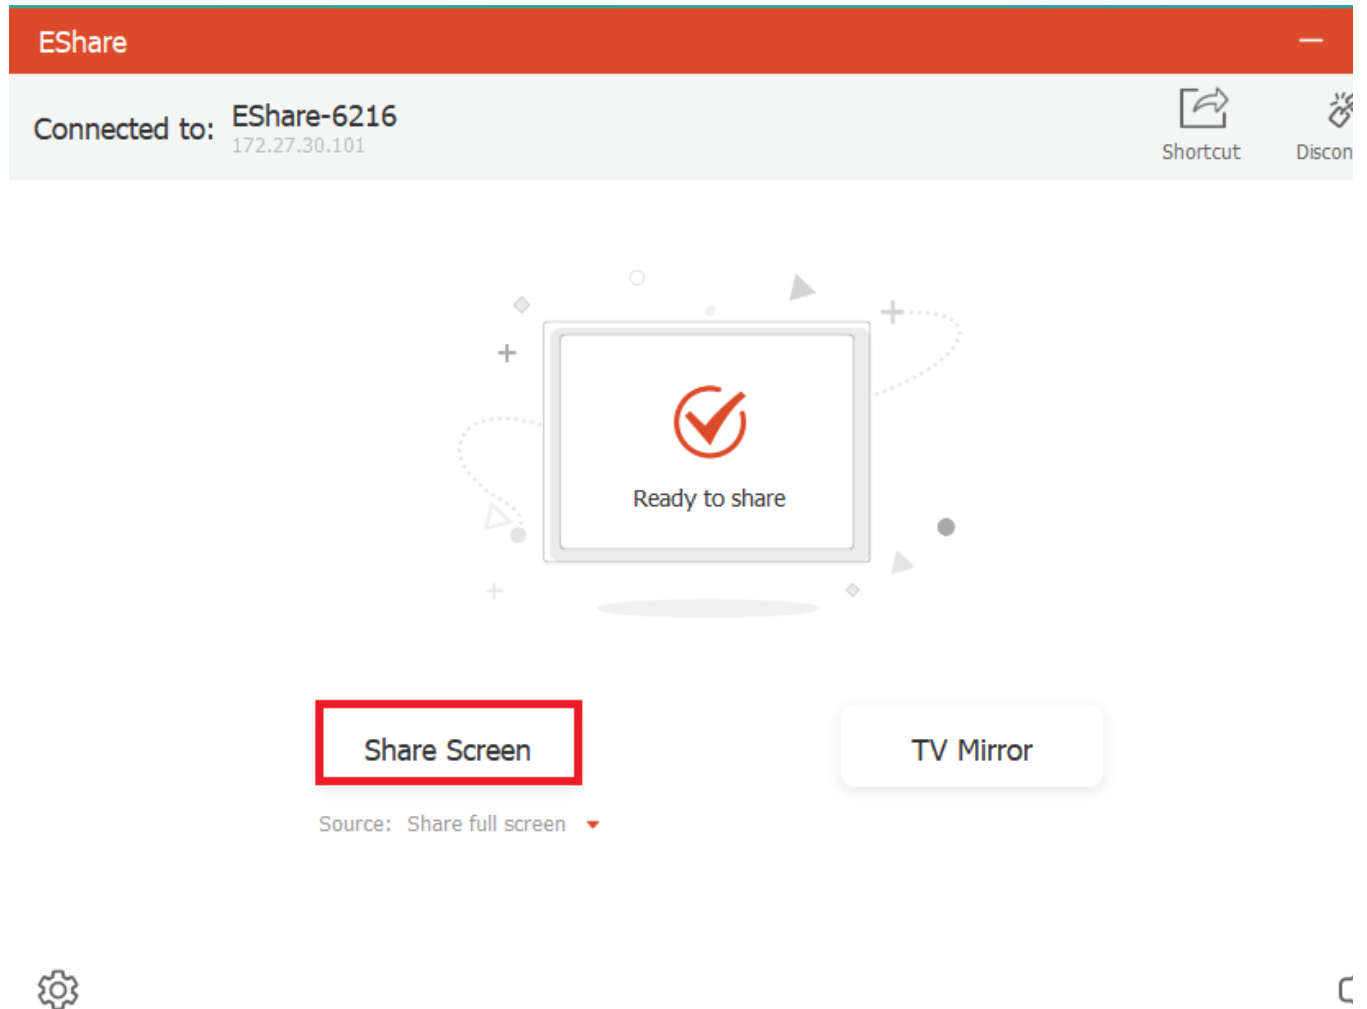 EShare
Connected to: EShare-6216
172.27.30.101
Shortcut
Ready to share
Share Screen
TV Mirror
Source: Share full screen